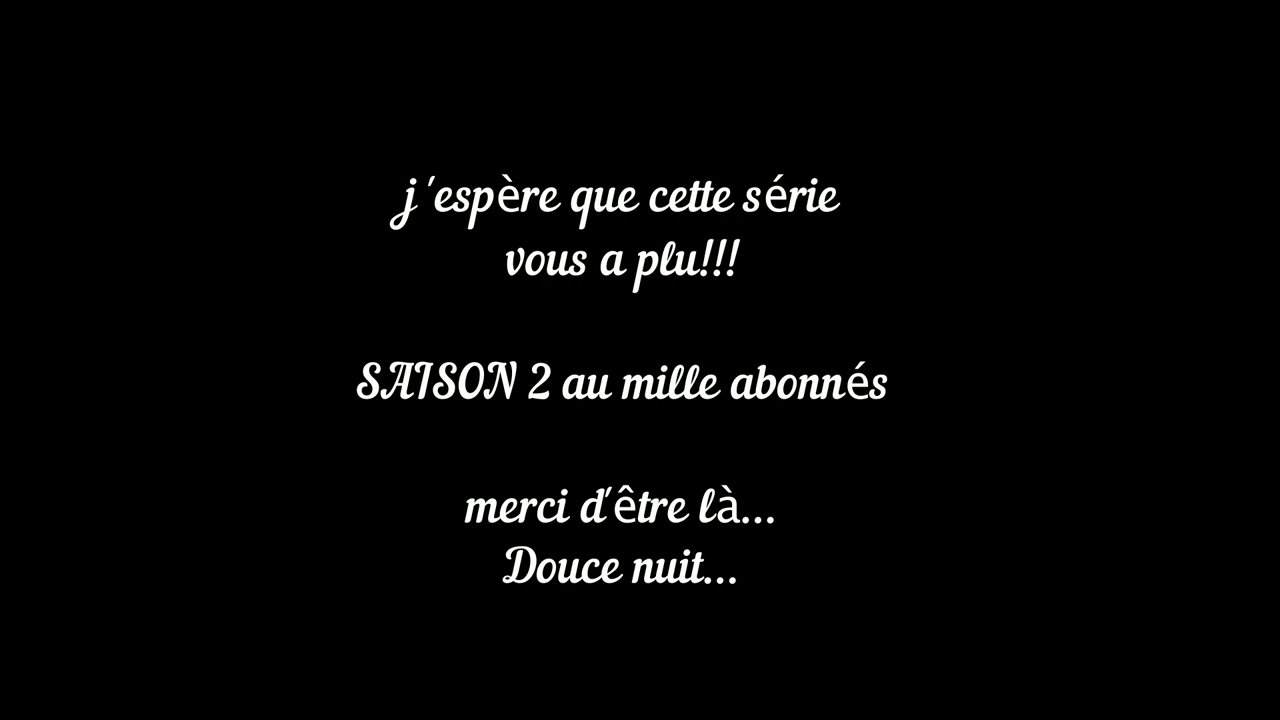 j'espère que cette série
vous a plu!!!
SAISON 2 au mille abonnés
merci d'être là...
Douce nuit...